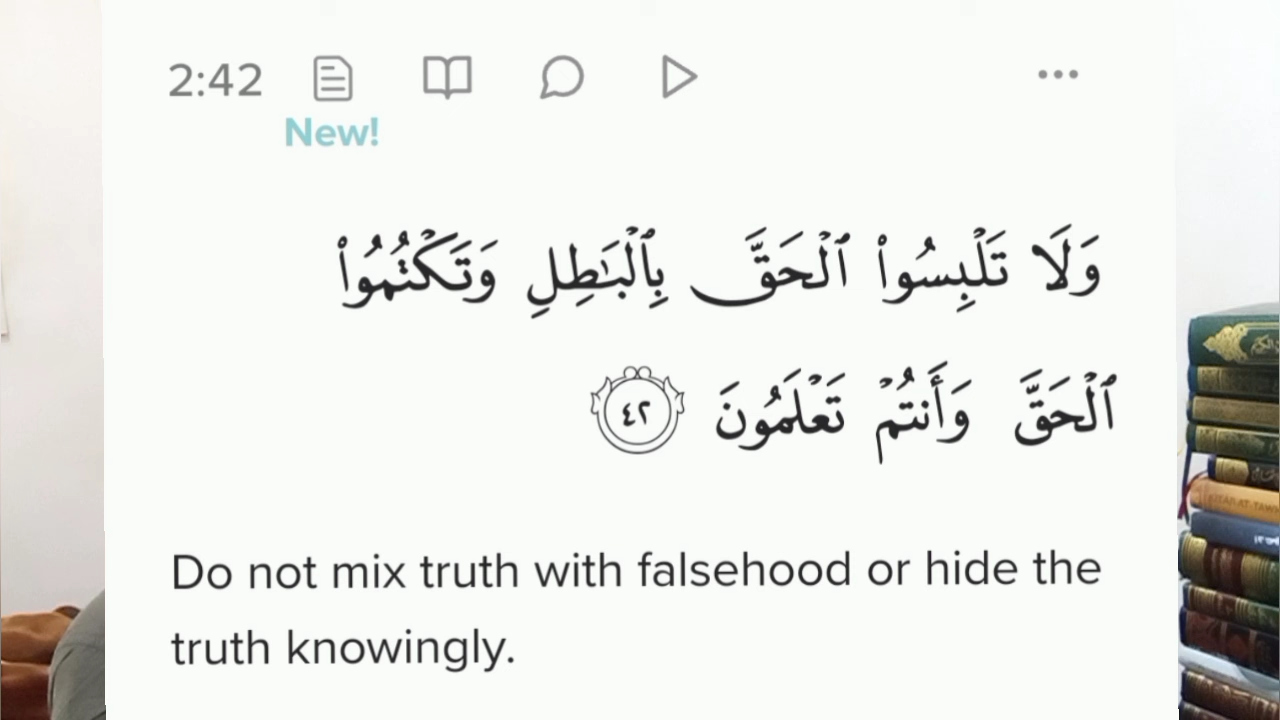 2:42
New!
وَلَا تَلْبِسُوا۟ ٱلْحَقَّ بِٱلْبَـٰطِلِ وَتَكْتُمُوا۟
ٱلْحَقَّ وَأَنتُمْ تَعْلَمُونَ ٤٢
Do not mix truth with falsehood or hide the
truth knowingly.